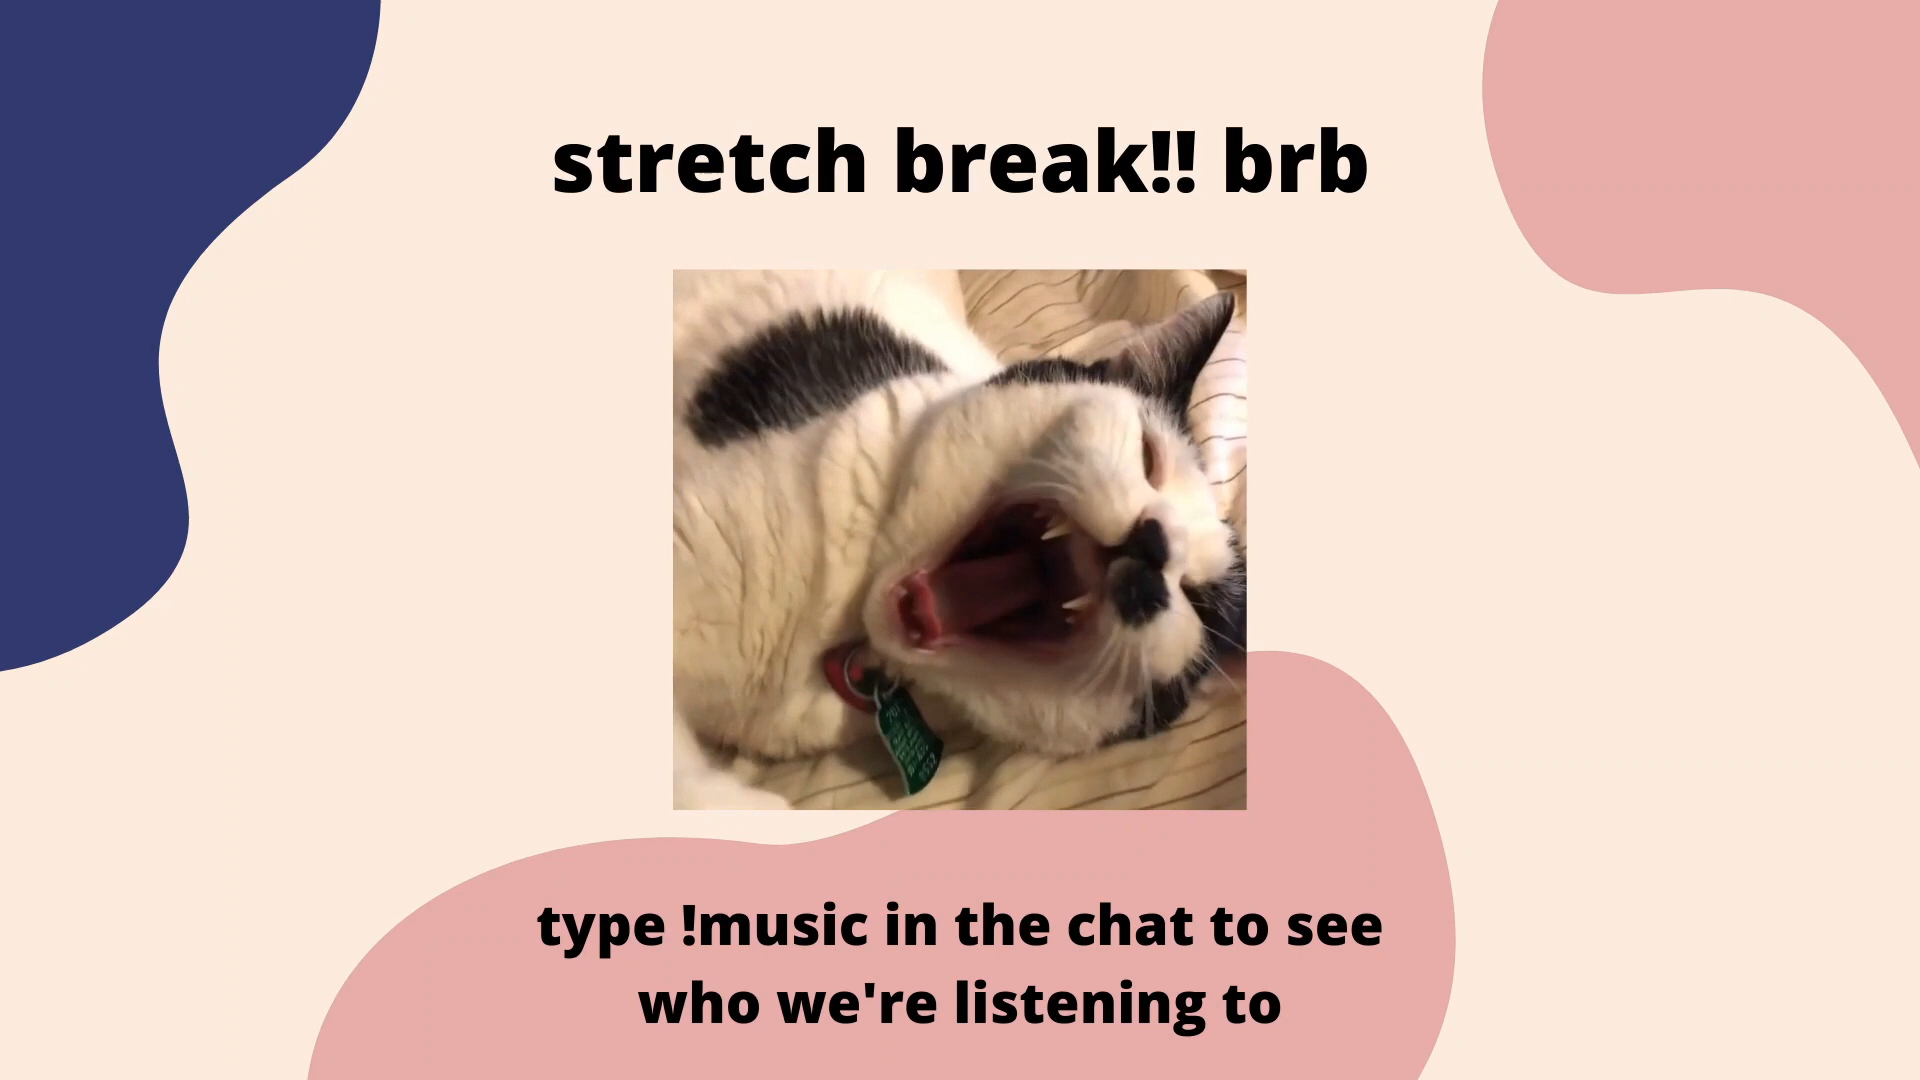 stretch break!! brb
type !music in the chat to see
who we're listening to